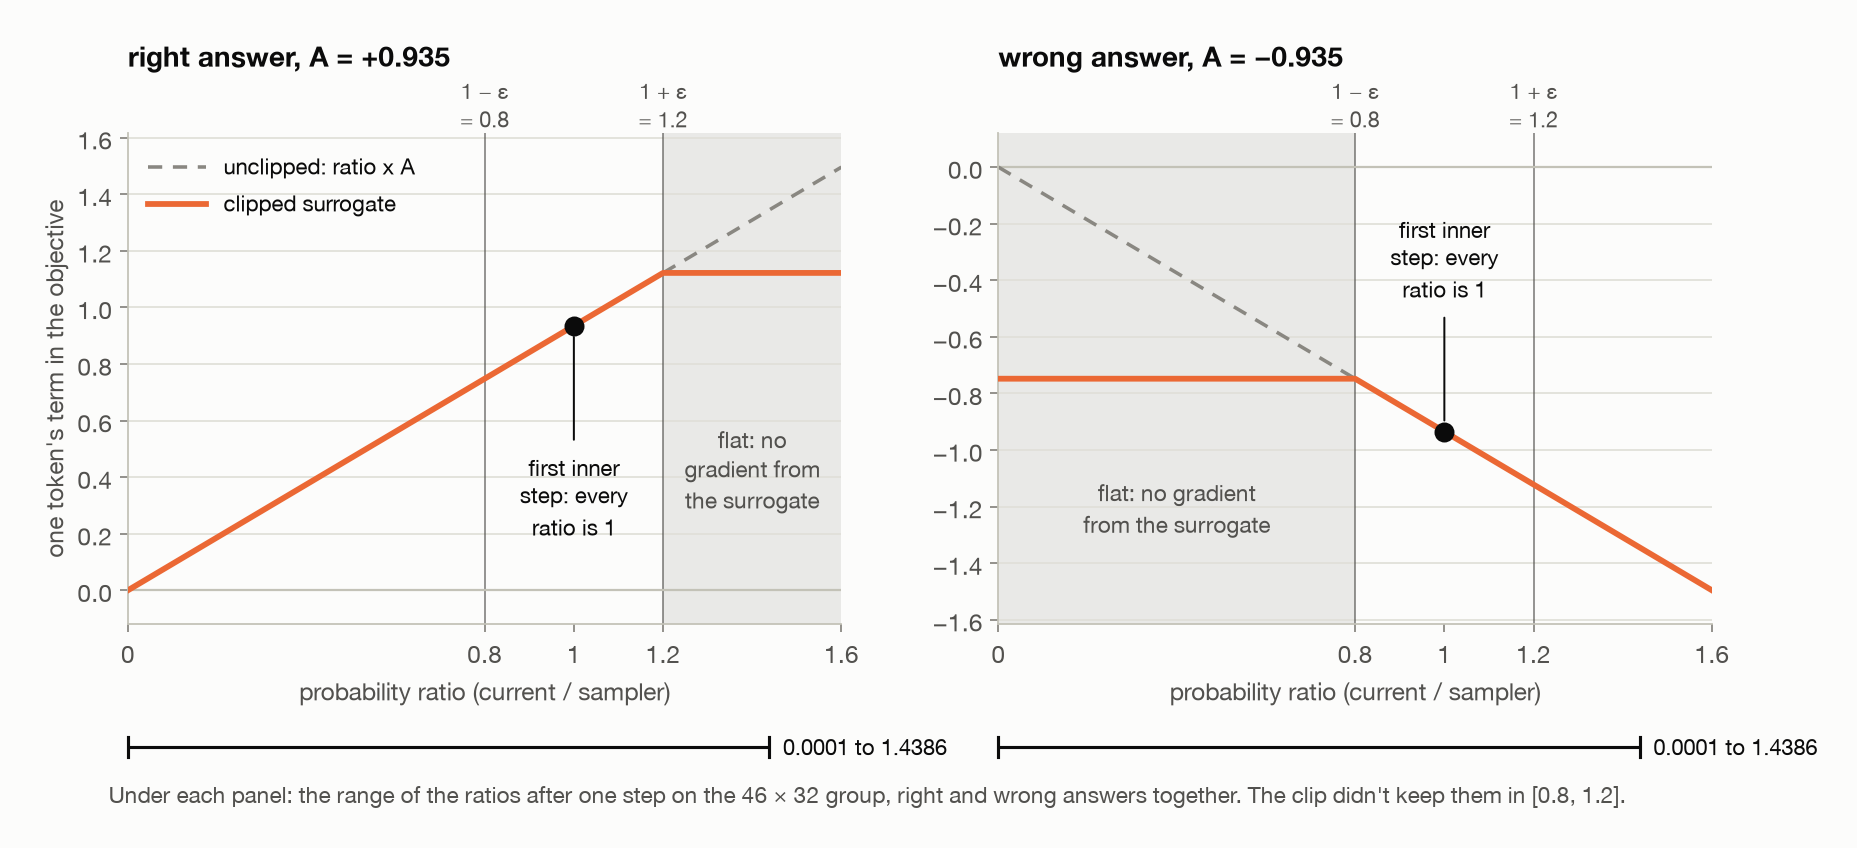 right answer, A = +0.935
1 − ε
= 0.8
1 + ε
= 1.2
one token's term in the objective
1.6
1.4
1.2
1.0
0.8
0.6
0.4
0.2
0.0
unclipped: ratio x A
clipped surrogate
first inner
step: every
ratio is 1
flat: no
gradient from
the surrogate
0
0.8
1
1.2
1.6
probability ratio (current / sampler)
0.0001 to 1.4386
wrong answer, A = −0.935
1 − ε
= 0.8
1 + ε
= 1.2
0.0
−0.2
−0.4
−0.6
−0.8
−1.0
−1.2
−1.4
−1.6
first inner
step: every
ratio is 1
flat: no gradient
from the surrogate
0
0.8
1
1.2
1.6
probability ratio (current / sampler)
0.0001 to 1.4386
Under each panel: the range of the ratios after one step on the 46 × 32 group, right and wrong answers together. The clip didn't keep them in [0.8, 1.2].